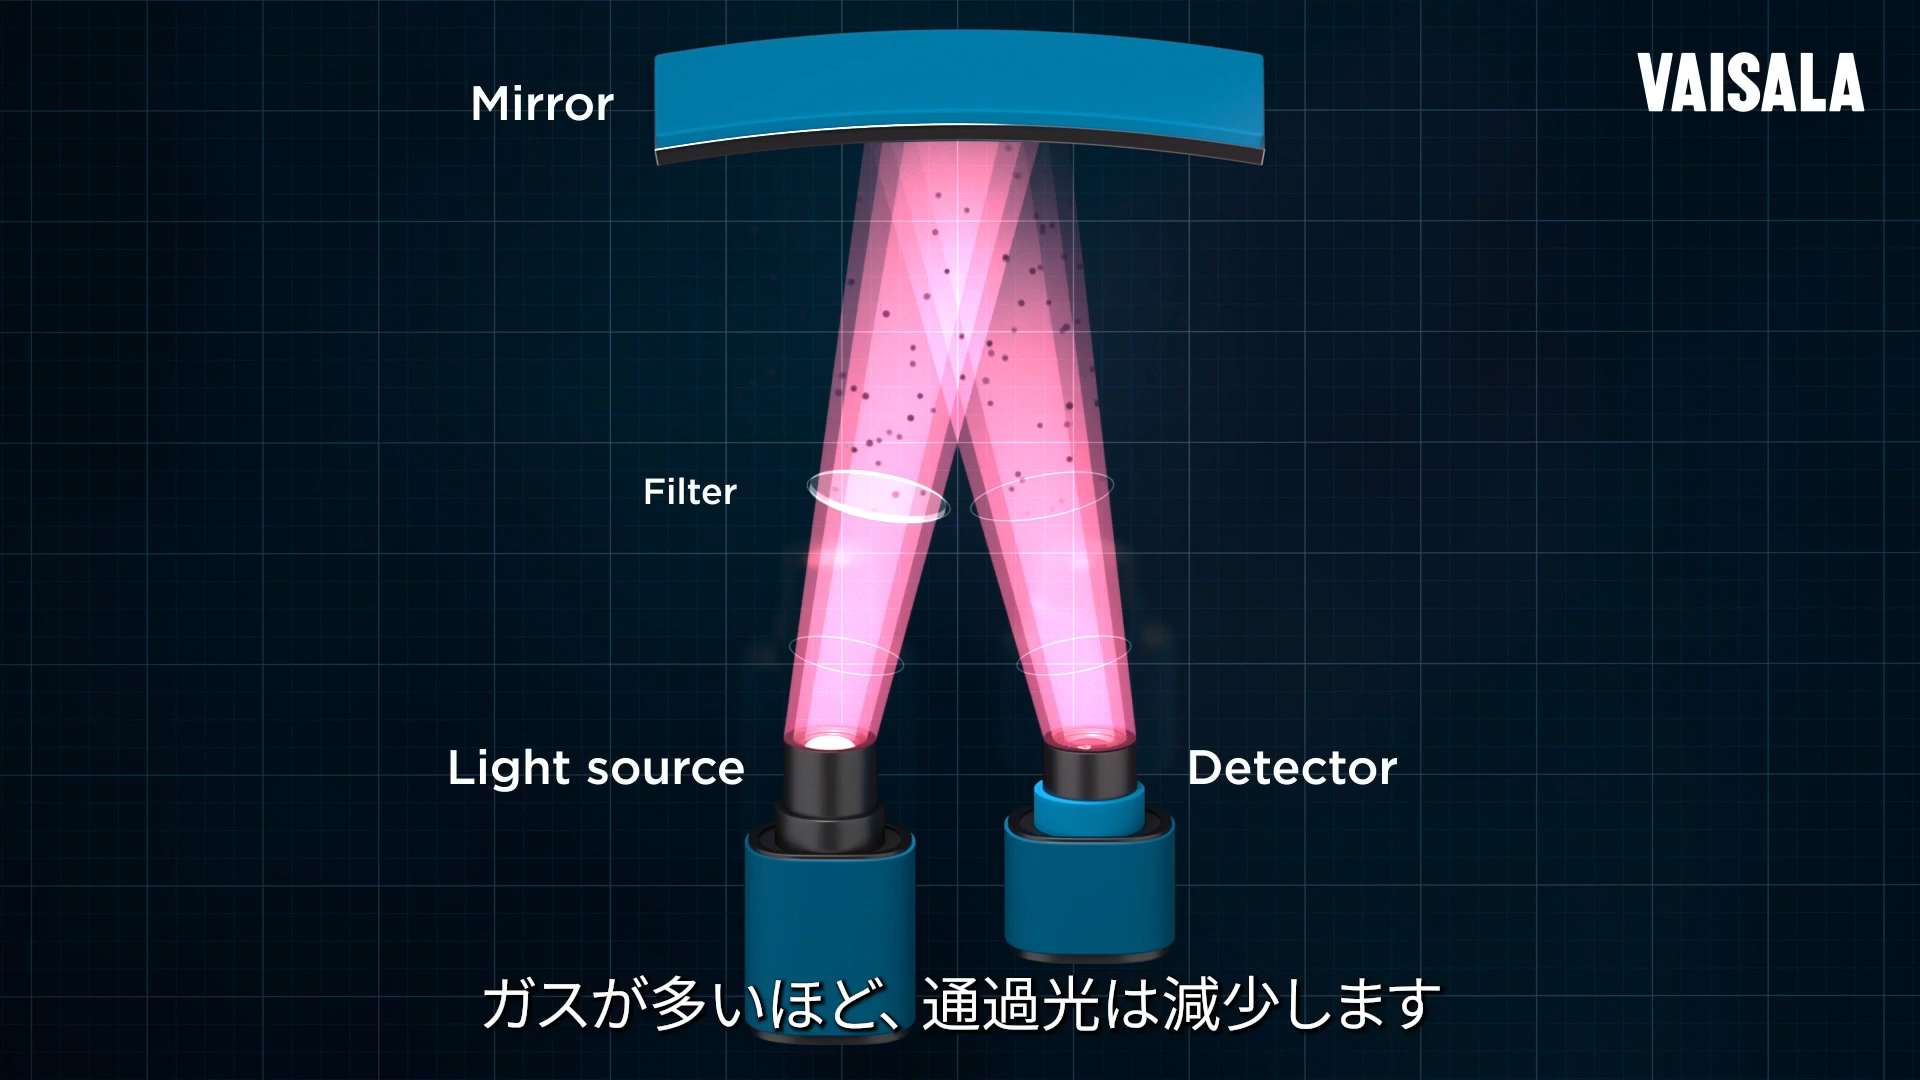 VAISALA
Mirror
Filter
Light source
Detector
ガスが多いほど、通過光は減少します